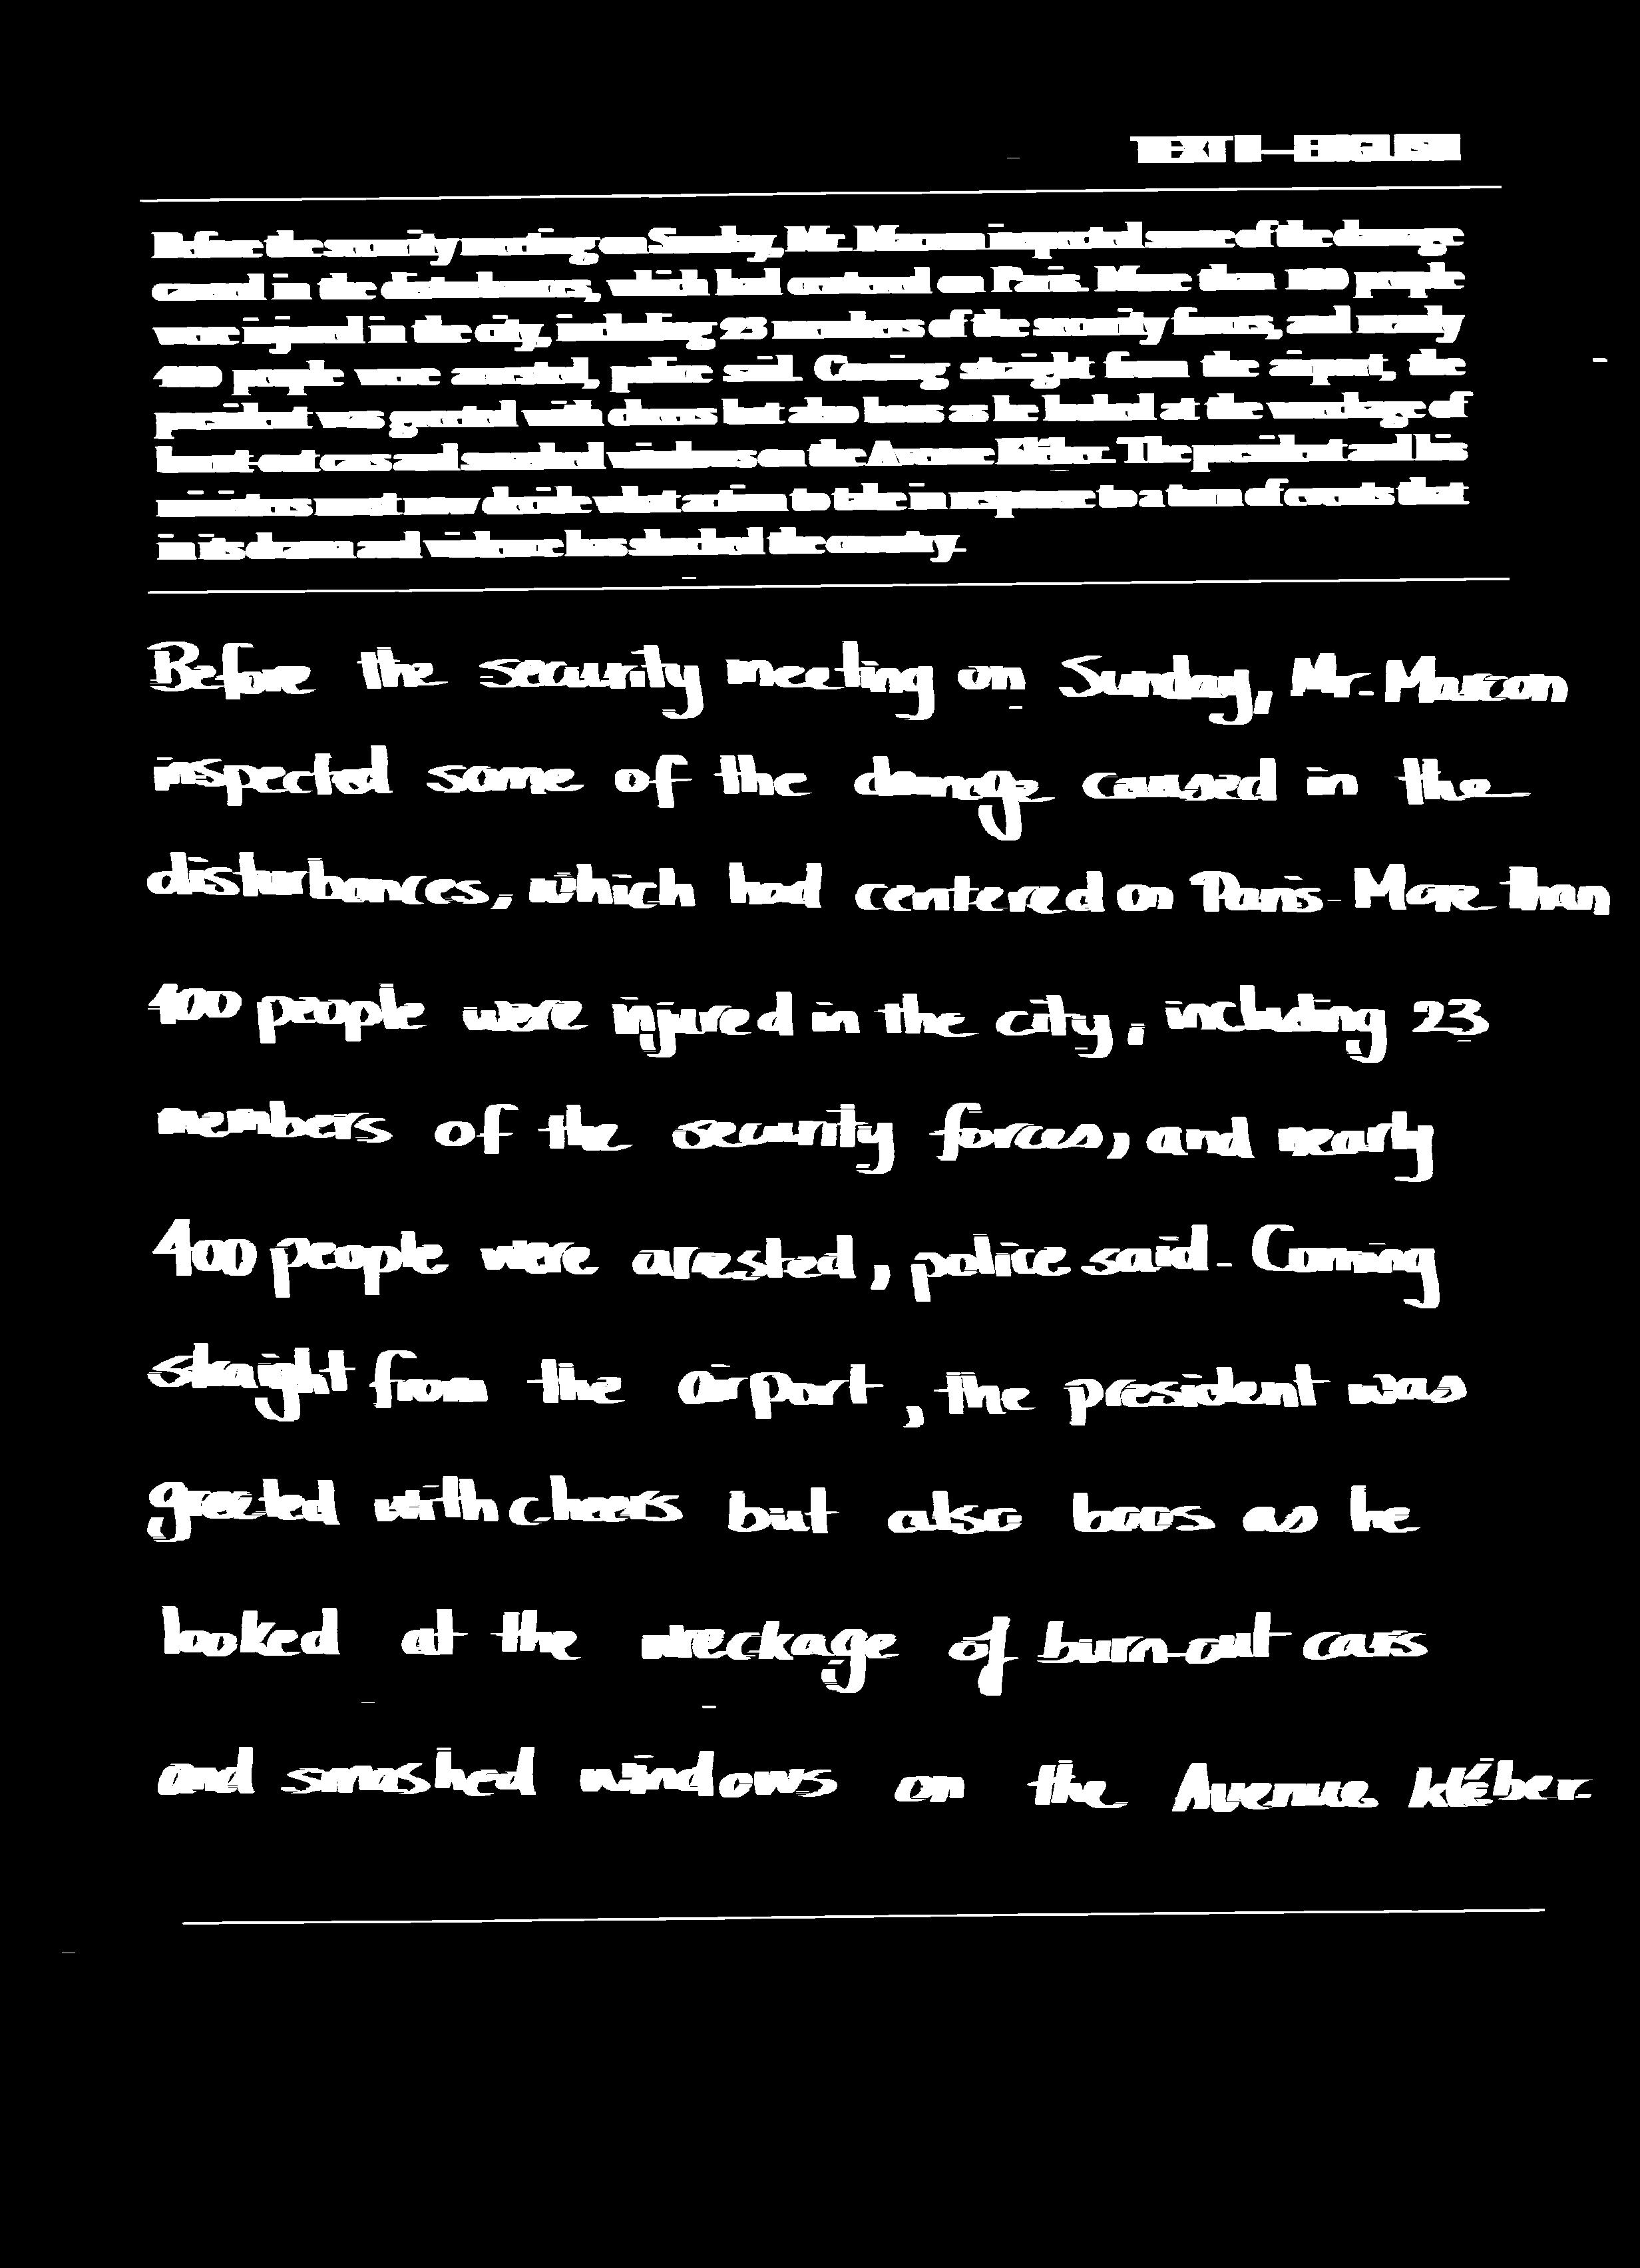 TEXT II—ENGLISH
Before the security meeting on Sunday, Mr. Macron inspected some of the damage
caused in the disturbances, which had centered on Paris. More than 100 people
were injured in the city, including 23 members of the security forces, and nearly
400 people were arrested, police said. Coming straight from the airport, the
president was greeted with cheers but also boos as he looked at the wreckage of
burnt-out cars and smashed windows on the Avenue Kléber. The president and his
ministers must now decide what action to take in response to a turn of events that
in its drama and violence has shocked the country.
Before the security meeting on Sunday, Mr. Marcon
inspected some of the damage caused in the
disturbances, which had centered on Paris. More than
100 people were injured in the city, including 23
members of the security forces, and nearly
400 people were arrested, police said. Coming
straight from the airport, the president was
greeted with cheers but also boos as he
looked at the wreckage of burn-out cars
and smashed windows on the Avenue Kléber.